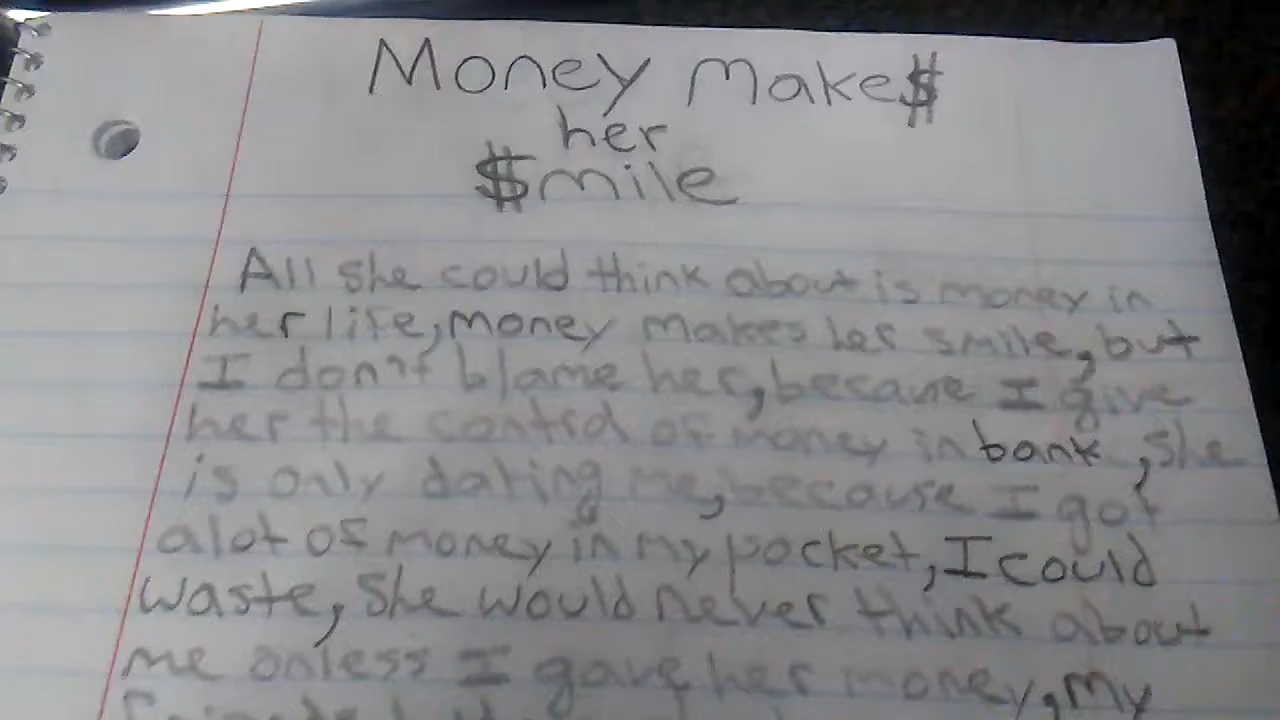 Money Make$
her
$mile
All she could think about is money in
her life, money makes her smile, but
I don't blame her, because I give
her the control of money in bank, she
is only dating me, because I got
alot of money in my pocket, I could
waste, she would never think about
me onless I gave her money, My